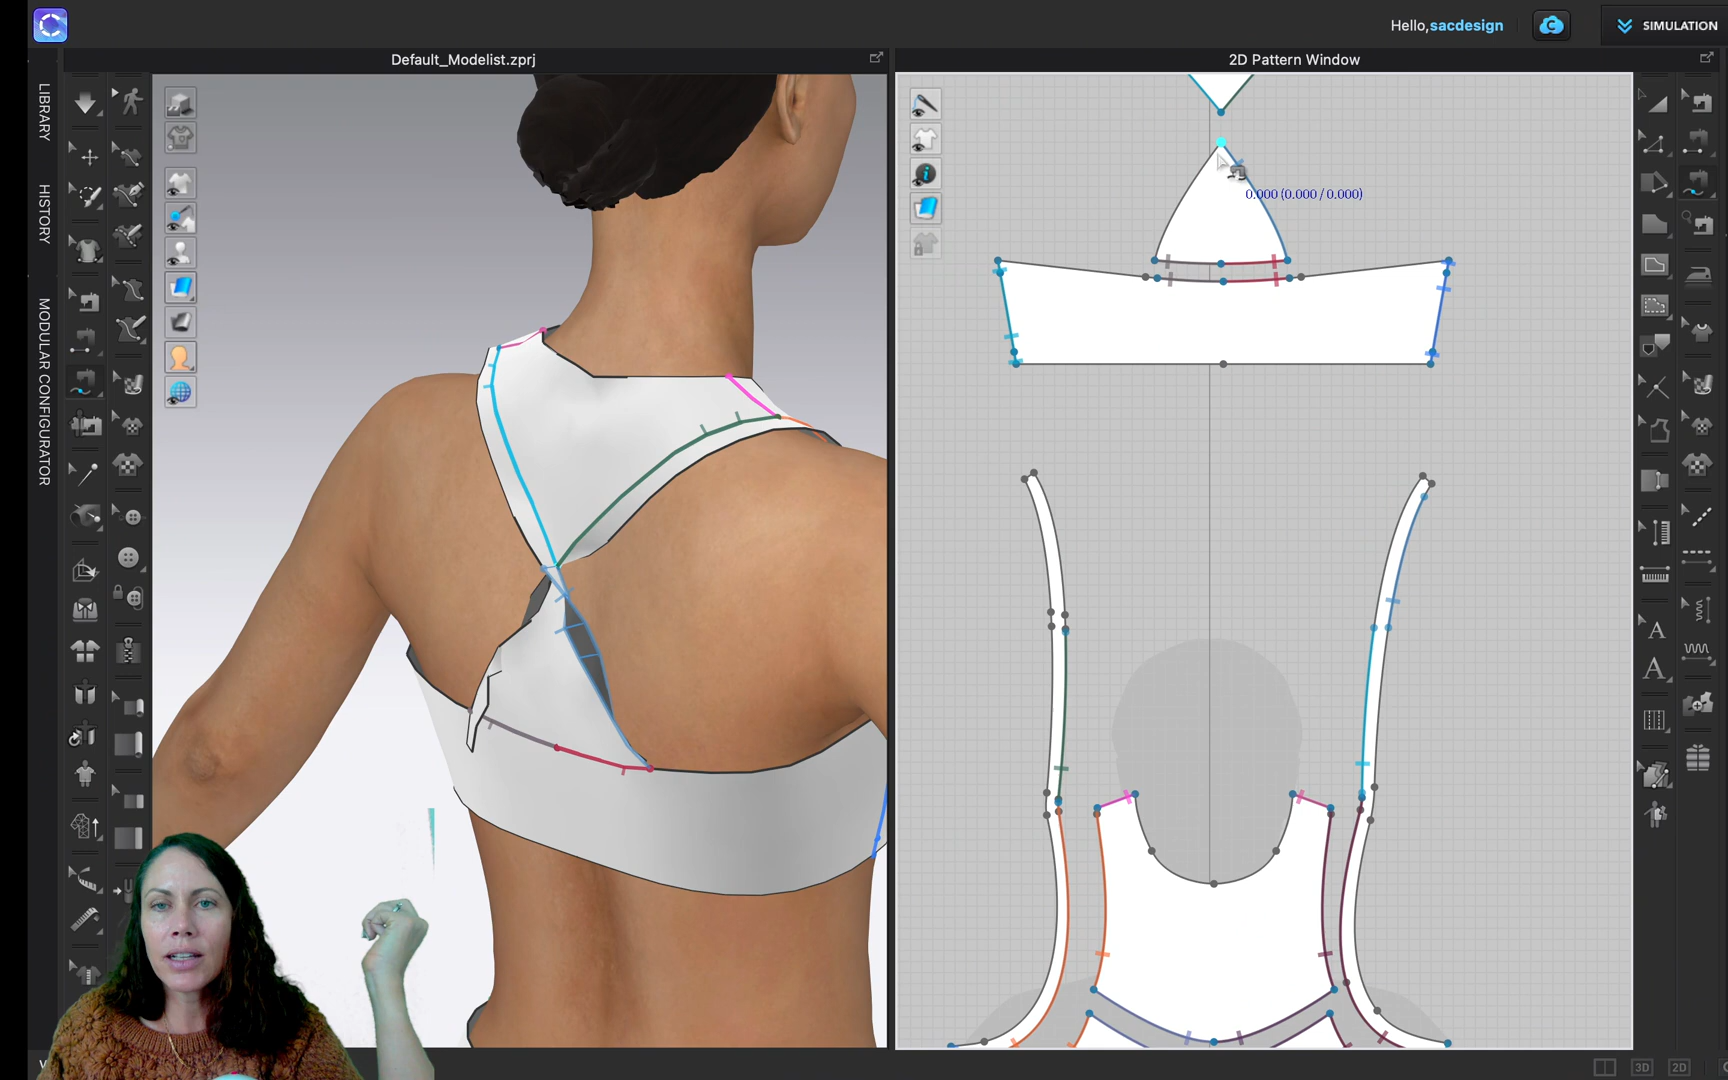 Hello,sacdesign
SIMULATION
Default_Modelist.zprj
2D Pattern Window
LIBRARY
HISTORY
MODULAR CONFIGURATOR
0.000 (0.000 / 0.000)
A
A
3D
2D